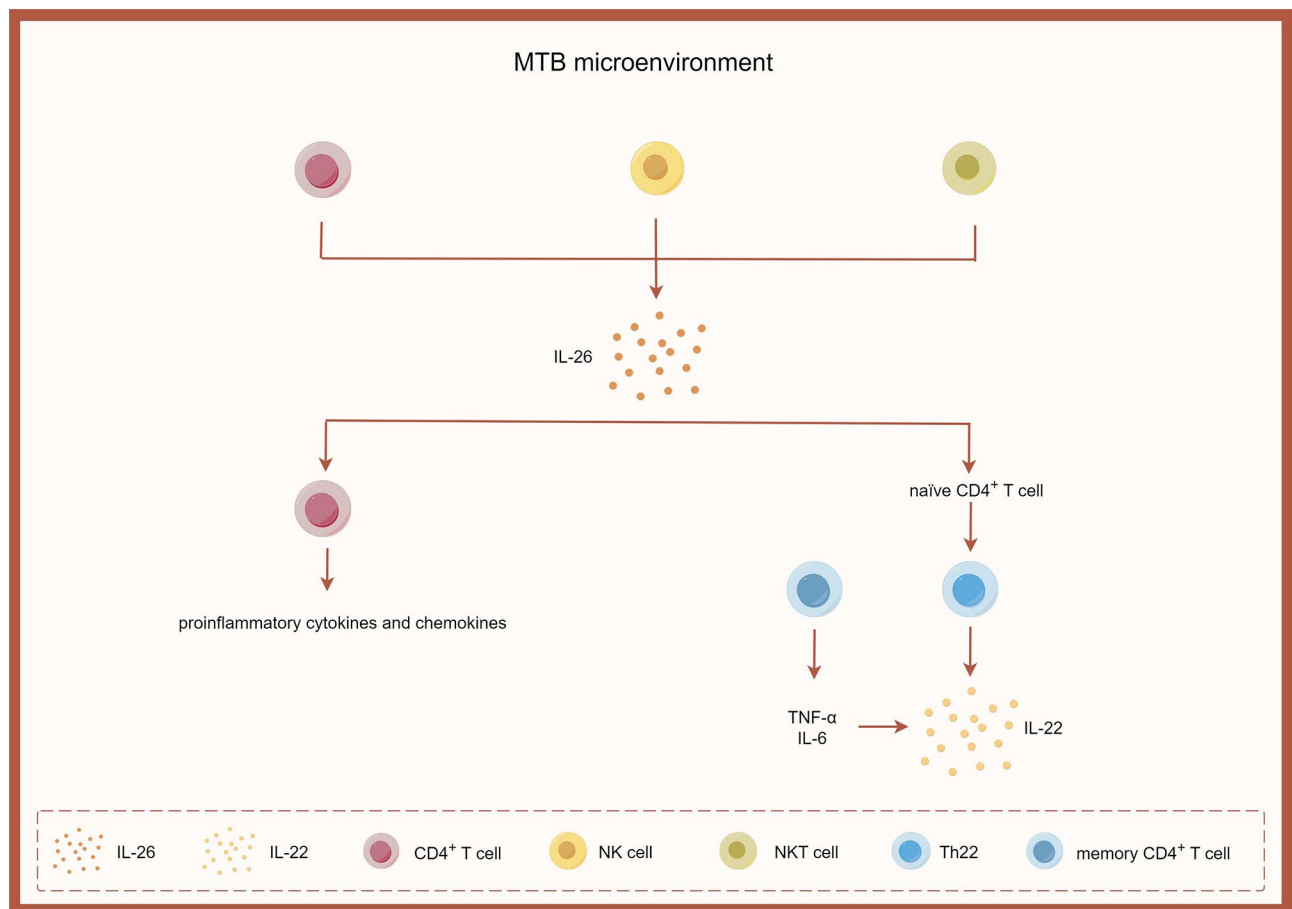 MTB microenvironment
IL-26
naïve CD4⁺ T cell
proinflammatory cytokines and chemokines
TNF-α
IL-6
IL-22
IL-26
IL-22
CD4⁺ T cell
NK cell
NKT cell
Th22
memory CD4⁺ T cell